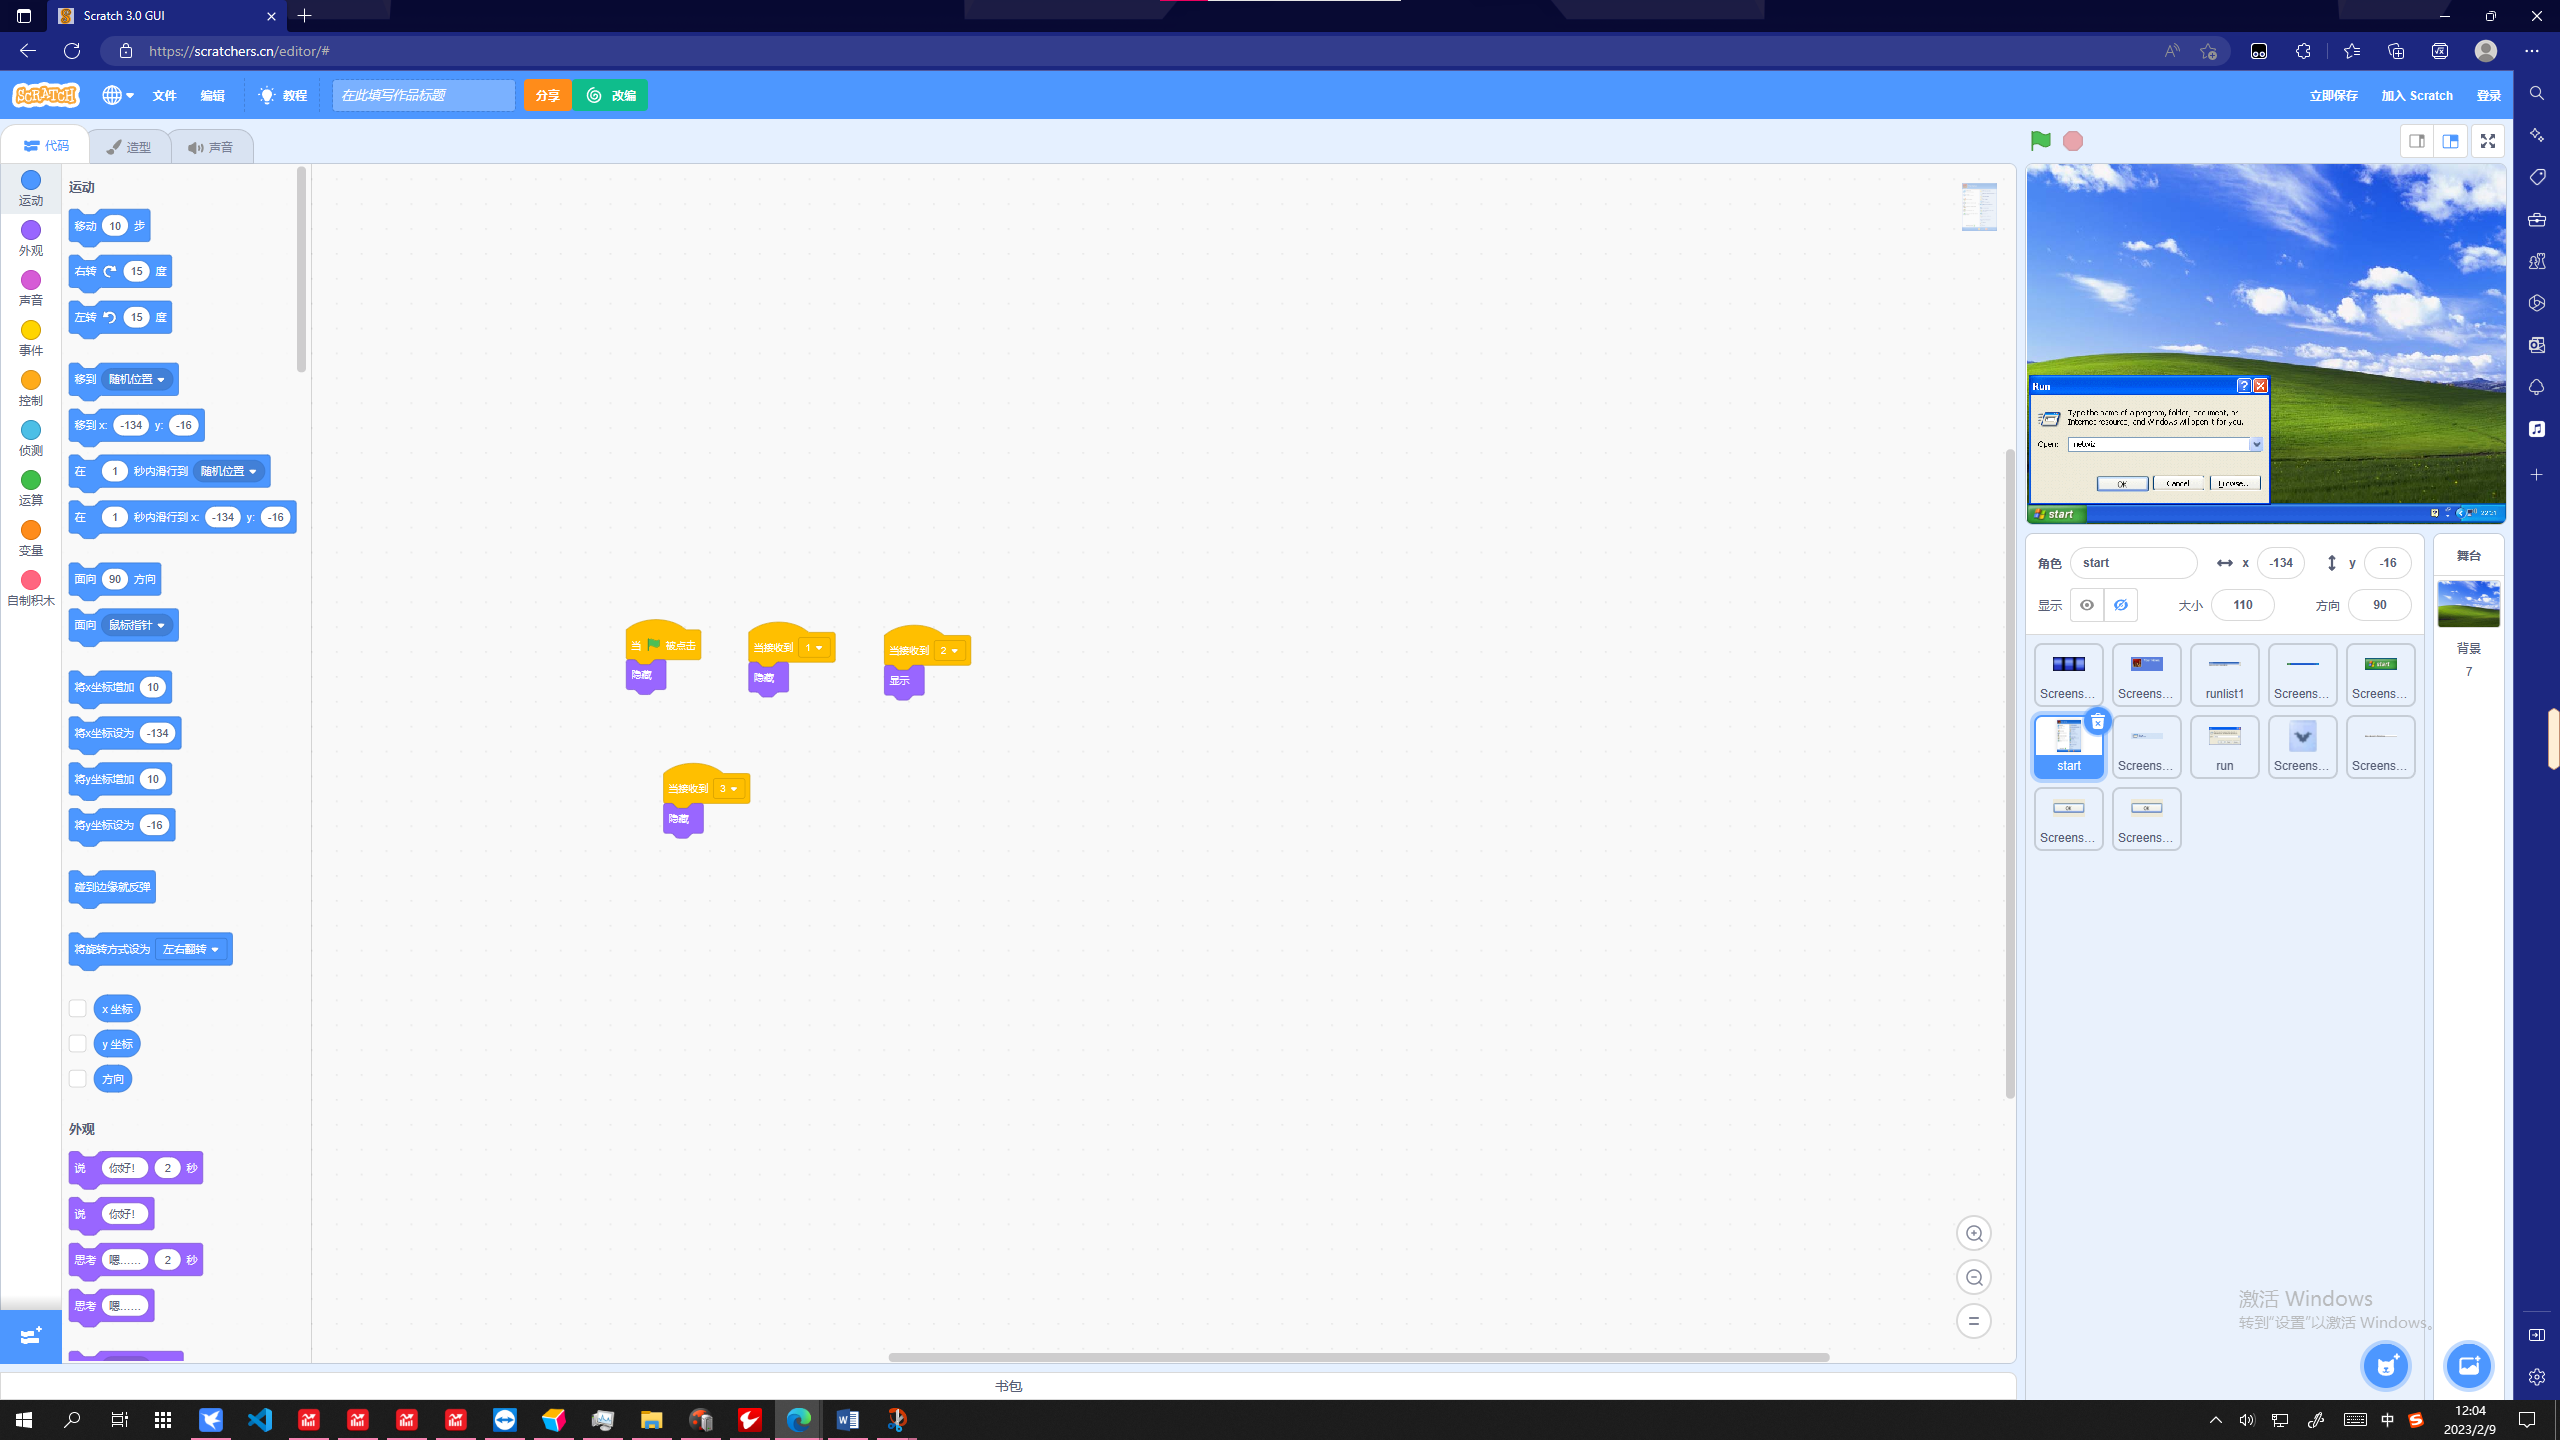 Scratch 3.0 GUI
https://scratchers.cn/editor/#
SCRATCH
文件
编辑
教程
在此填写作品标题
分享
改编
立即保存
加入 Scratch
登录
代码
造型
声音
运动
外观
声音
事件
控制
侦测
运算
变量
自制积木
运动
移动 10 步
右转 15 度
左转 15 度
移到 随机位置
移到 x: -134 y: -16
在 1 秒内滑行到 随机位置
在 1 秒内滑行到 x: -134 y: -16
面向 90 方向
面向 鼠标指针
将x坐标增加 10
将x坐标设为 -134
将y坐标增加 10
将y坐标设为 -16
碰到边缘就反弹
将旋转方式设为 左右翻转
x 坐标
y 坐标
方向
外观
说 你好! 2 秒
说 你好!
思考 嗯…… 2 秒
思考 嗯……
当 被点击
隐藏
当接收到 1
隐藏
当接收到 2
显示
当接收到 3
隐藏
书包
Run
Type the name of a program, folder, document, or
Internet resource, and Windows will open it for you.
Open:
OK
Cancel
Browse...
start
角色 start x -134 y -16
显示 大小 110 方向 90
Screens...
Screens...
runlist1
Screens...
Screens...
start
Screens...
run
Screens...
Screens...
OK
Screens...
OK
Screens...
舞台
背景
7
激活 Windows
转到"设置"以激活 Windows。
中
12:04
2023/2/9